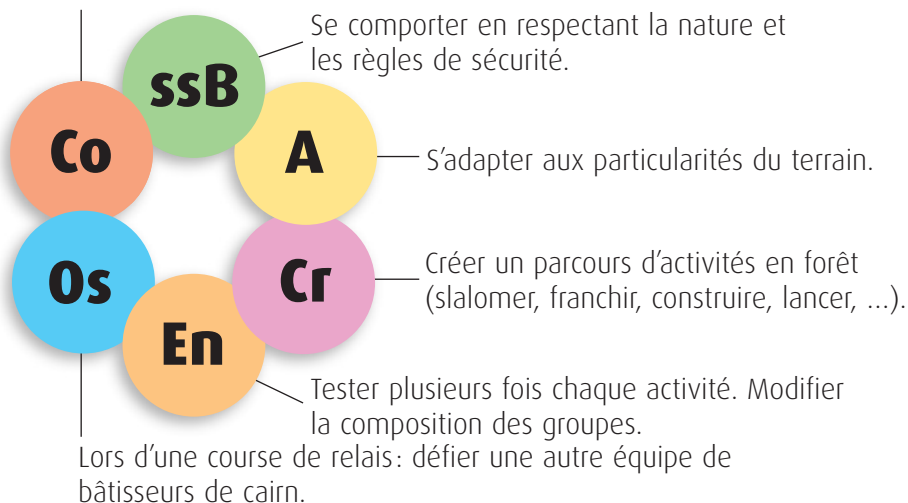 Se comporter en respectant la nature et
les règles de sécurité.
ssB
Co
A
S’adapter aux particularités du terrain.
Os
Cr
Créer un parcours d’activités en forêt
(slalomer, franchir, construire, lancer, ...).
En
Tester plusieurs fois chaque activité. Modifier
la composition des groupes.
Lors d’une course de relais: défier une autre équipe de
bâtisseurs de cairn.